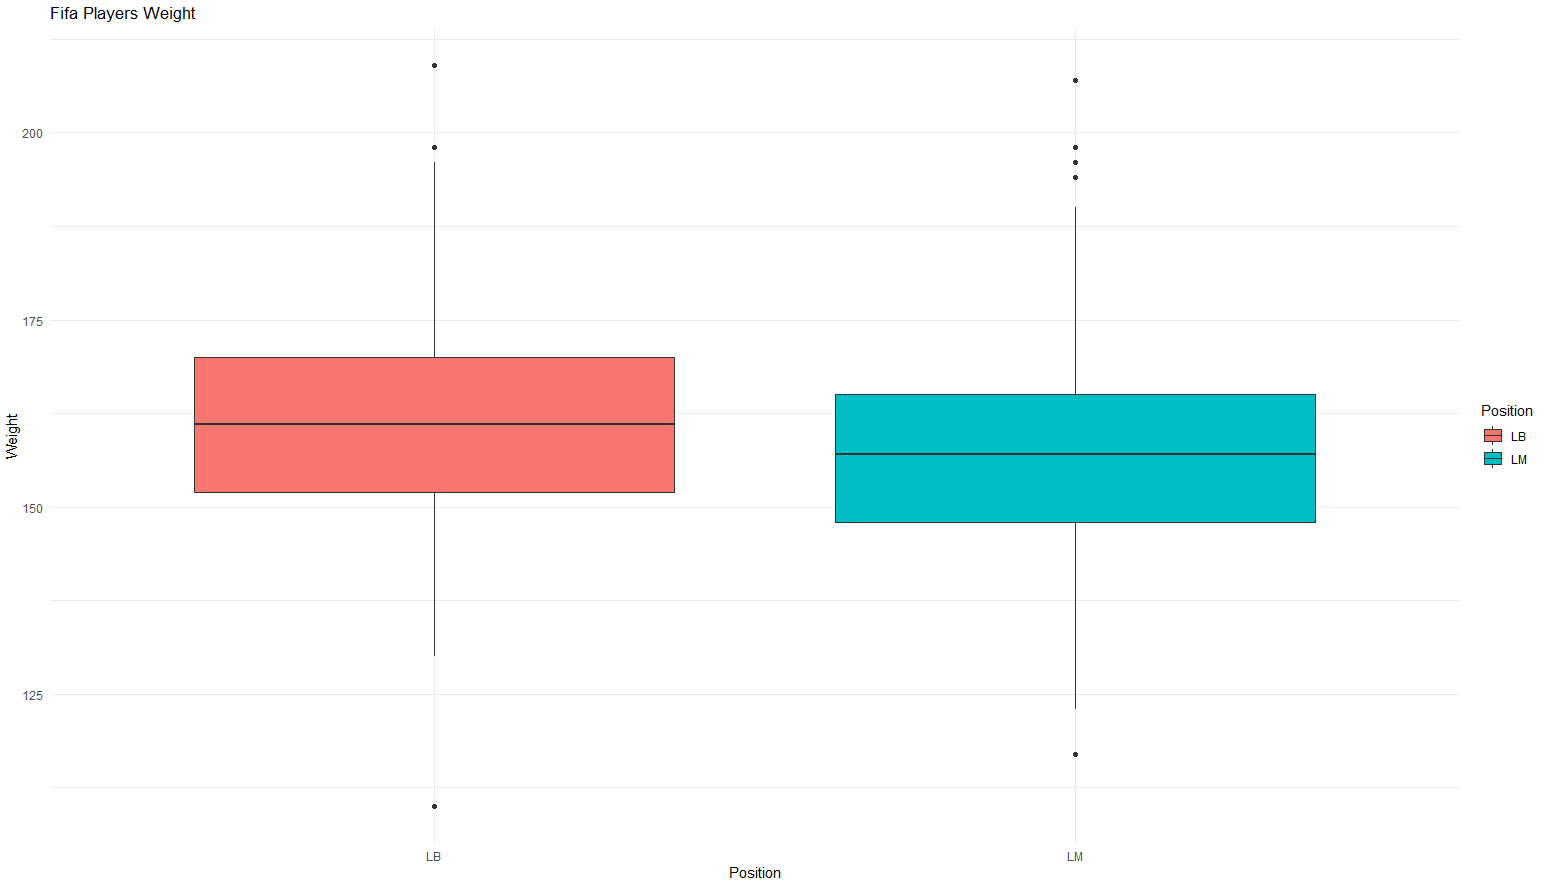 Fifa Players Weight
200
175
150
125
Weight
LB
LM
Position
Position
LB
LM